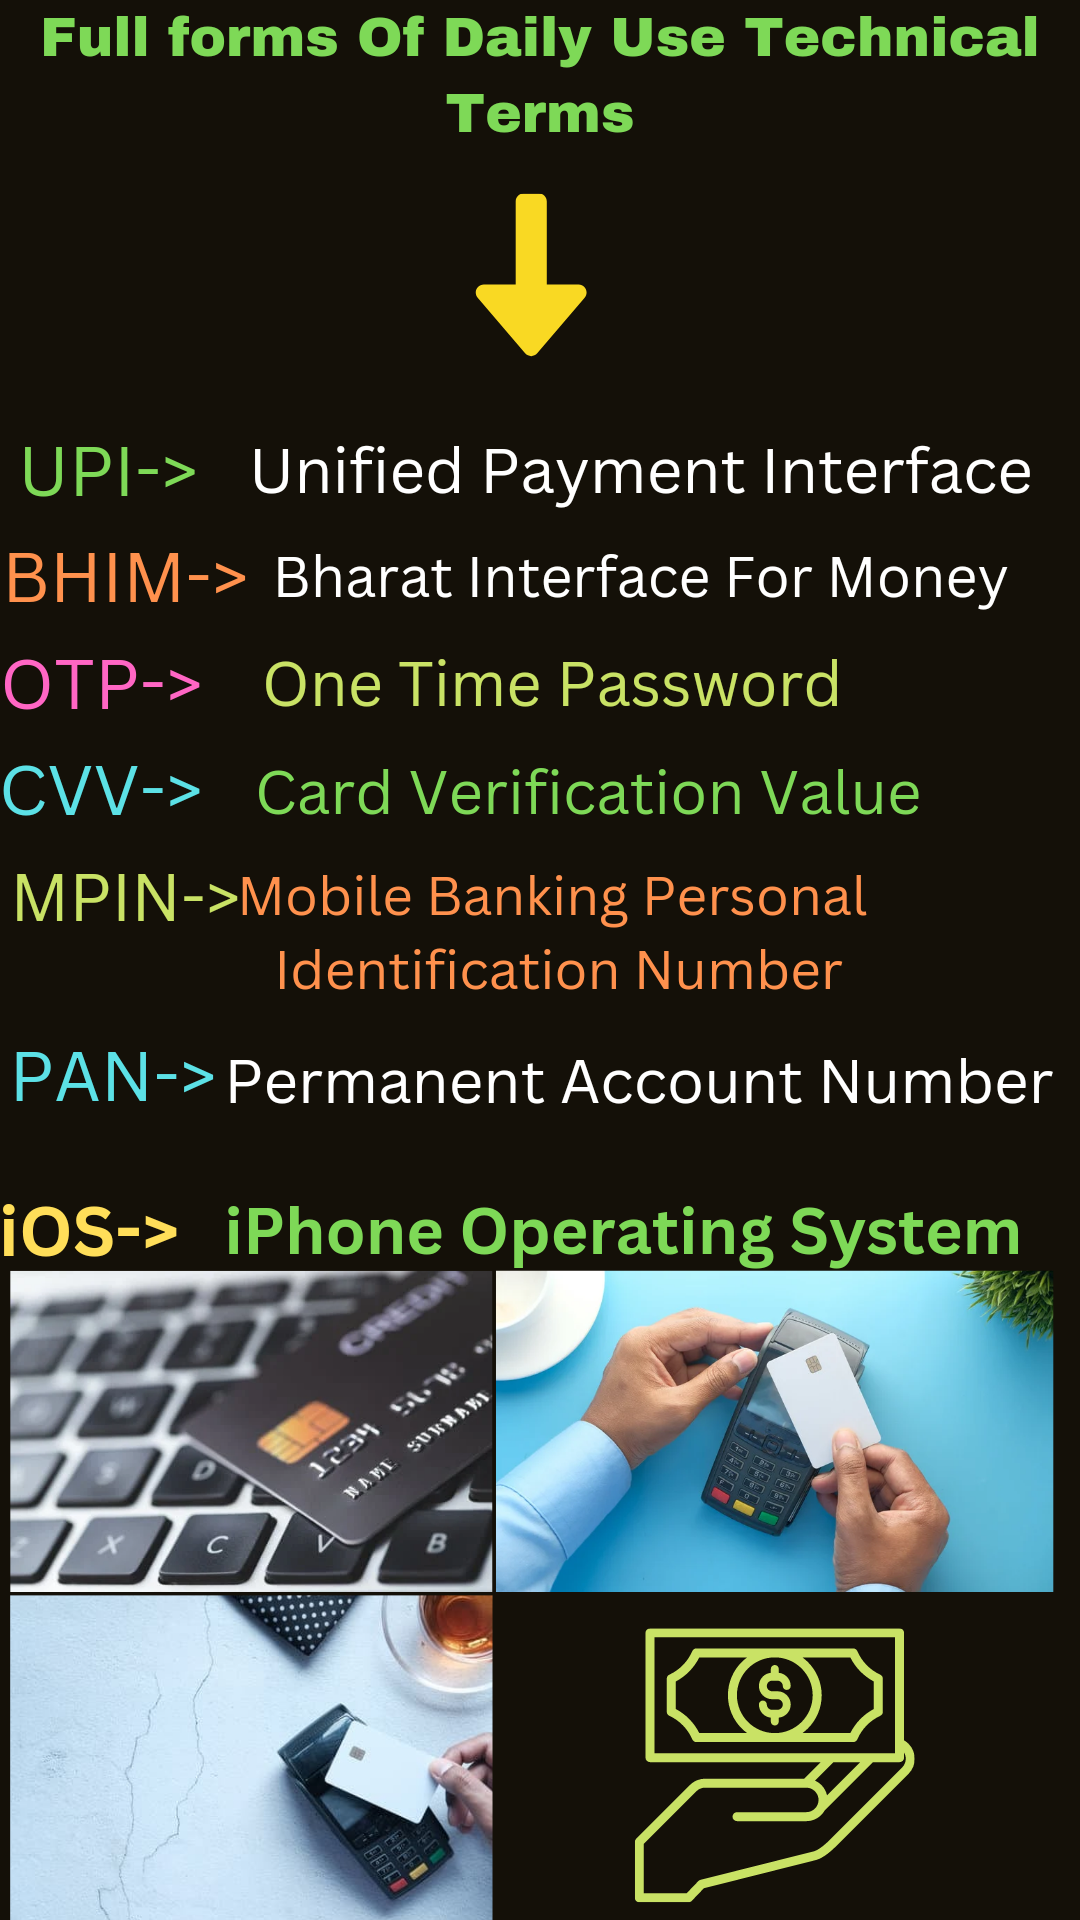 Full forms Of Daily Use Technical
Terms
UPI-> Unified Payment Interface
BHIM-> Bharat Interface For Money
OTP-> One Time Password
CVV-> Card Verification Value
MPIN->Mobile Banking Personal
Identification Number
PAN-> Permanent Account Number
iOS-> iPhone Operating System
CREDIT
1234 5678
NAME SURNAME
D
X C V B
$